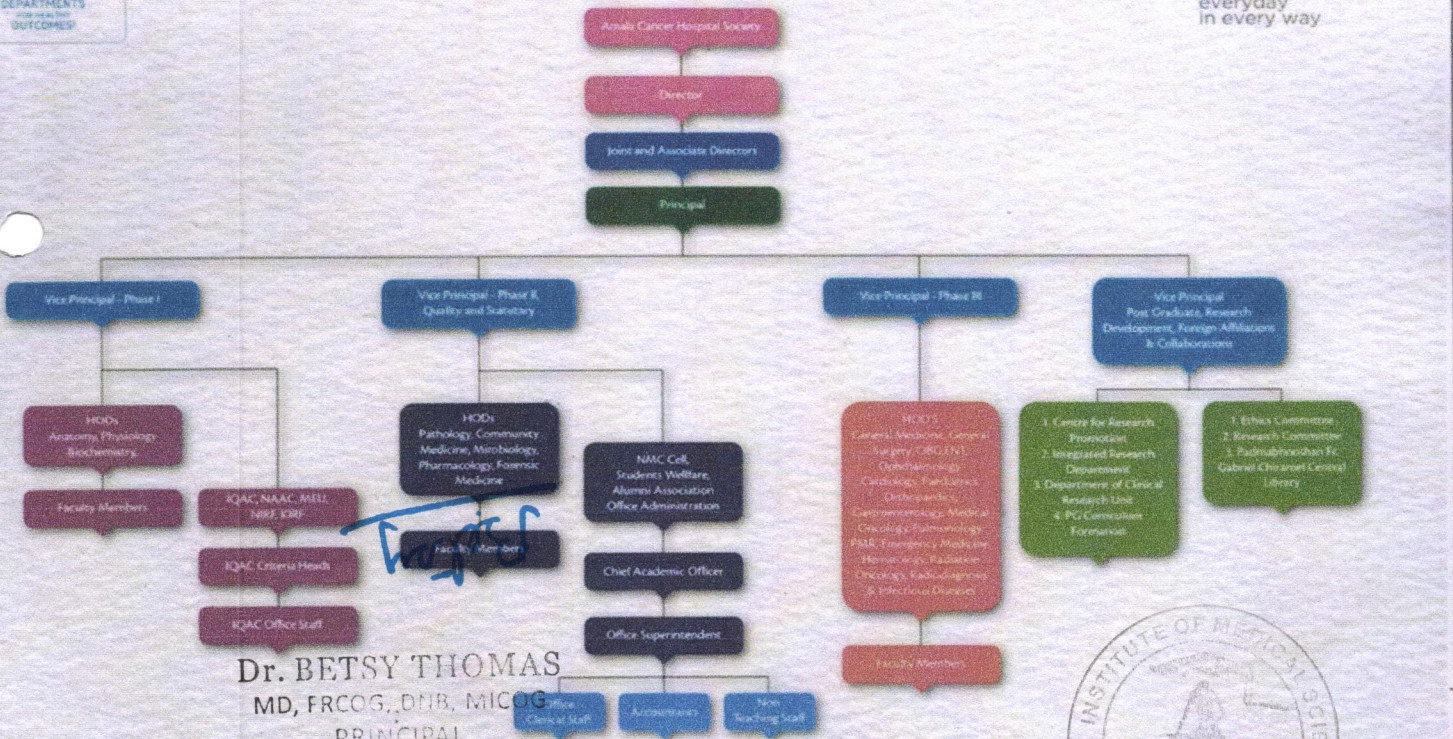 DEPARTMENTS
FOR HEALTHY
OUTCOMES!
everyday
in every way
Amala Cancer Hospital Society
Director
Joint and Associate Directors
Principal
Vice Principal - Phase I
Vice Principal - Phase II,
Quality and Statutary
Vice Principal - Phase III
Vice Principal
Post Graduate, Research
Development, Foreign Affiliations
& Collaborations
HODs
Anatomy, Physiology
Biochemistry,
Faculty Members
IQAC, NAAC, MEU,
NIRF, KIRF
IQAC Criteria Heads
IQAC Office Staff
HODs
Pathology, Community
Medicine, Mirobiology,
Pharmacology, Forensic
Medicine
Faculty Members
NMC Cell,
Students Wellfare,
Alumni Association
Office Administration
Chief Academic Officer
Office Superintendent
Office
Clerical Staff
Accountants
Non
Teaching Staff
HOD'S
General Medicine, General
Surgery, OBG, ENT,
Ophthalmology
Cardiology, Paediatrics
Orthopaedics,
Gastroenterology, Medical
Oncology, Pulmonology
PMR, Emergency Medicine
Hematology, Radiation
Oncology, Radiodiagnosis
& Infectious Diseases
Faculty Members
1. Centre for Research
Promotion
2. Integrated Research
Department
3. Department of Clinical
Research Unit
4. PG Curriculum
Formation
1. Ethics Committee
2. Research Committee
3. Padmabhooshan Fr.
Gabriel Chiramel Central
Library
Dr. BETSY THOMAS
MD, FRCOG, DNB, MICOG
PRINCIPAL
INSTITUTE OF MEDICAL SCIE